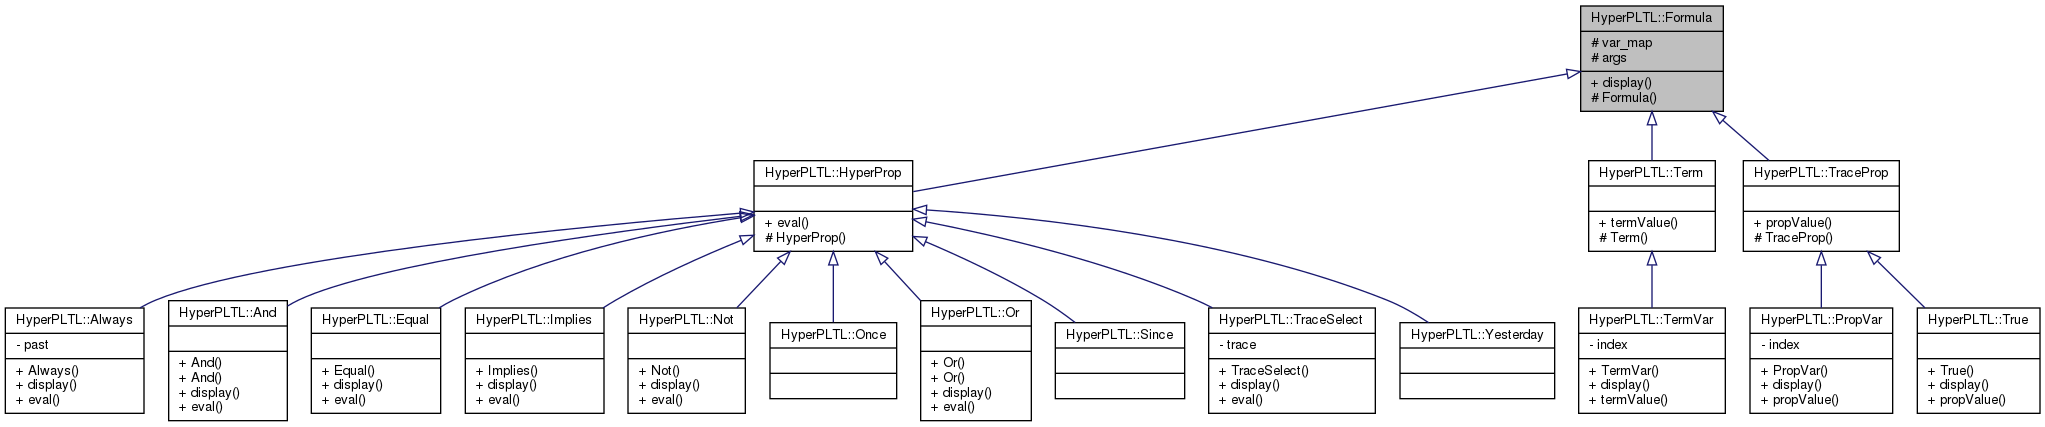 HyperPLTL::Formula
# var_map
# args
+ display()
# Formula()
HyperPLTL::HyperProp
+ eval()
# HyperProp()
HyperPLTL::Term
+ termValue()
# Term()
HyperPLTL::TraceProp
+ propValue()
# TraceProp()
HyperPLTL::Always
- past
+ Always()
+ display()
+ eval()
HyperPLTL::And
+ And()
+ And()
+ display()
+ eval()
HyperPLTL::Equal
+ Equal()
+ display()
+ eval()
HyperPLTL::Implies
+ Implies()
+ display()
+ eval()
HyperPLTL::Not
+ Not()
+ display()
+ eval()
HyperPLTL::Once
HyperPLTL::Or
+ Or()
+ Or()
+ display()
+ eval()
HyperPLTL::Since
HyperPLTL::TraceSelect
- trace
+ TraceSelect()
+ display()
+ eval()
HyperPLTL::Yesterday
HyperPLTL::TermVar
- index
+ TermVar()
+ display()
+ termValue()
HyperPLTL::PropVar
- index
+ PropVar()
+ display()
+ propValue()
HyperPLTL::True
+ True()
+ display()
+ propValue()